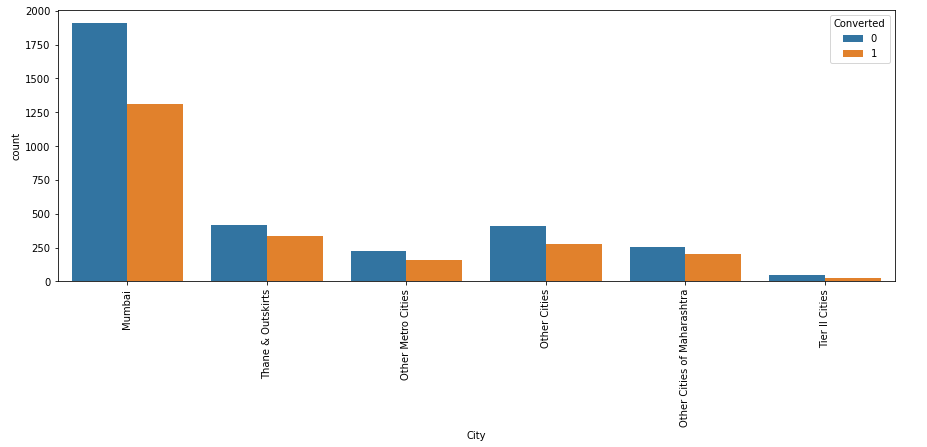 2000
1750
1500
1250
1000
750
500
250
0
count
Converted
0
1
Mumbai
Thane & Outskirts
Other Metro Cities
Other Cities
Other Cities of Maharashtra
Tier II Cities
City